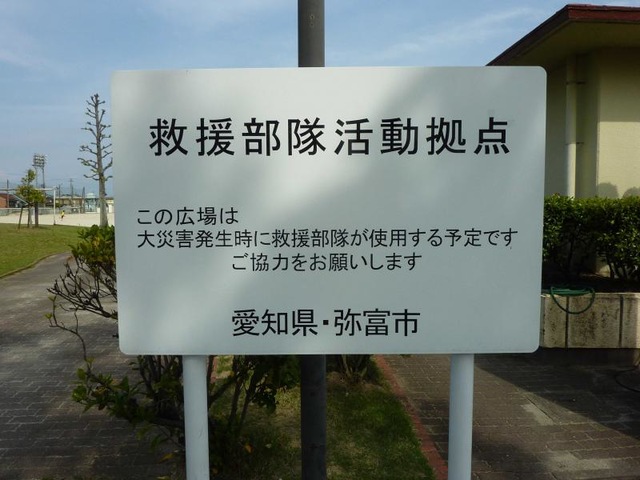 救援部隊活動拠点
この広場は
大災害発生時に救援部隊が使用する予定です
ご協力をお願いします
愛知県・弥富市